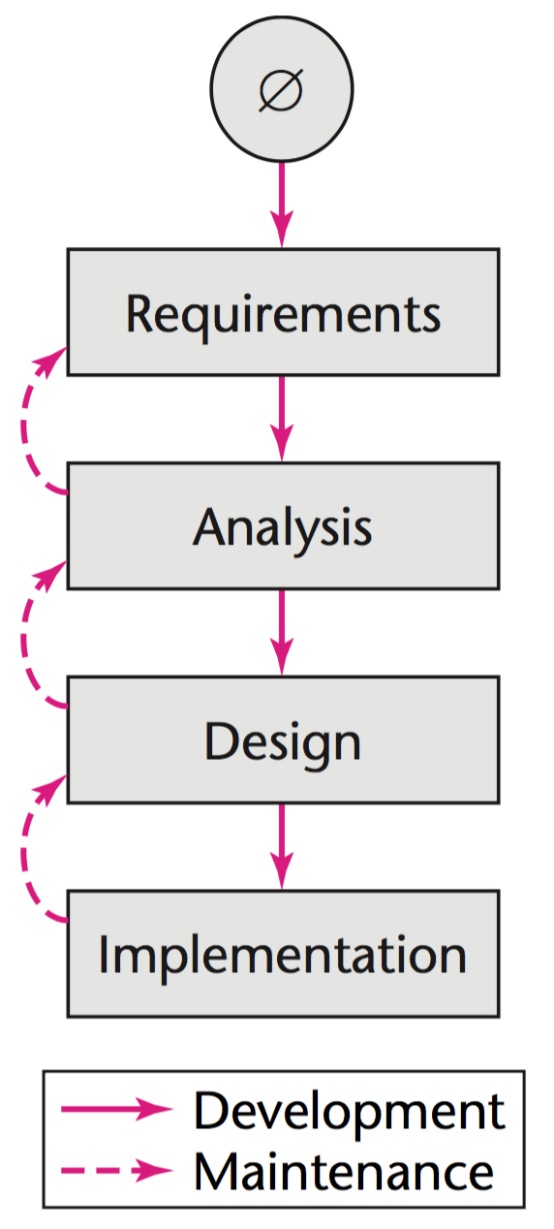 ∅
Requirements
Analysis
Design
Implementation
Development
Maintenance